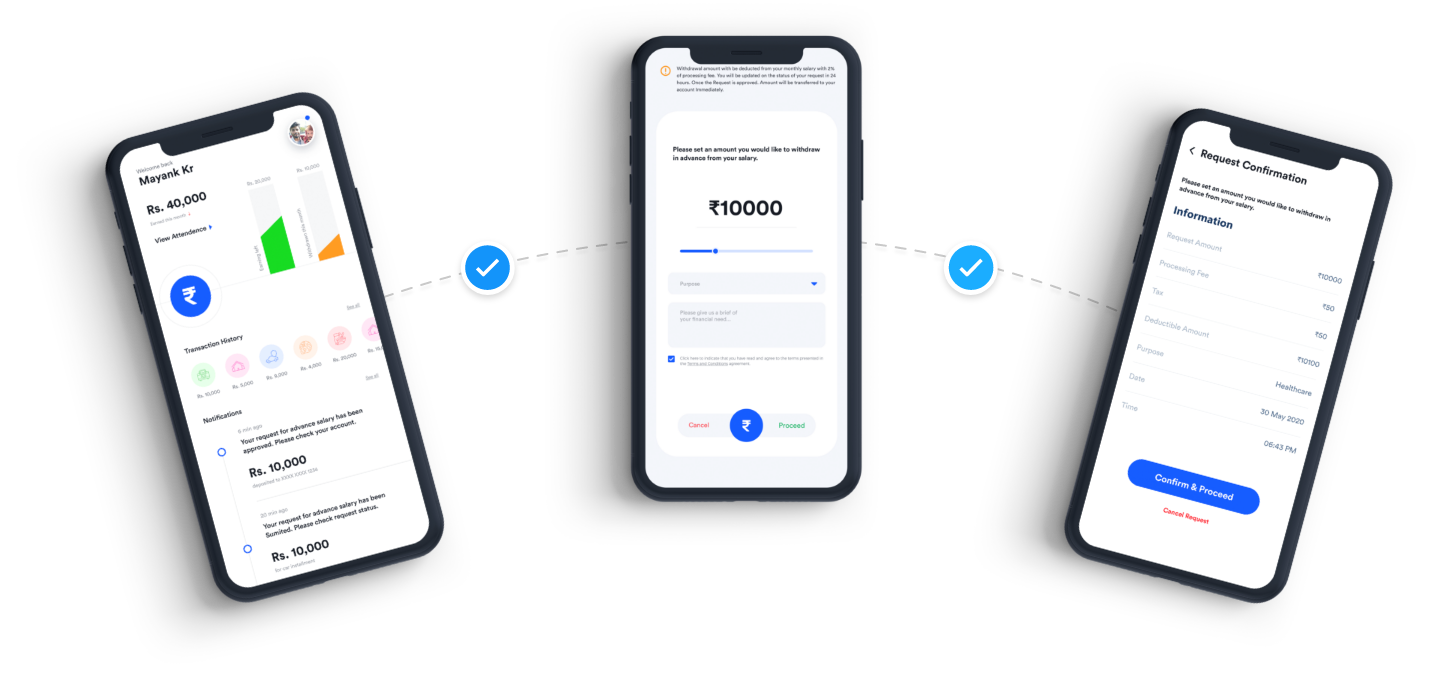 Welcome back
Mayank Kr
Rs. 40,000
Earned this month
View Attendence
Rs. 20,000
Rs. 10,000
Earning left
Withdrawn this month
₹
See all
Transaction History
Rs. 10,000
Rs. 5,000
Rs. 9,000
Rs. 4,000
Rs. 20,000
See all
Notifications
5 min ago
Your request for advance salary has been
approved. Please check your account.
Rs. 10,000
deposited to XXXX XXXX 1234
20 min ago
Your request for advance salary has been
Sumited. Please check request status.
Rs. 10,000
for car installment
Withdrawal amount with be deducted from your monthly salary with 2%
of processing fee. You will be updated on the status of your request in 24
hours. Once the Request is approved. Amount will be transferred to your
account immediately.
Please set an amount you would like to withdraw
in advance from your salary.
₹10000
Purpose
Please give us a brief of
your financial need...
Click here to indicate that you have read and agree to the terms presented in
the Terms and Conditions agreement.
Cancel
₹
Proceed
Request Confirmation
Please set an amount you would like to withdraw in
advance from your salary.
Information
Request Amount ₹10000
Processing Fee ₹50
Tax ₹50
Deductible Amount ₹10100
Purpose Healthcare
Date 30 May 2020
Time 06:43 PM
Confirm & Proceed
Cancel Request